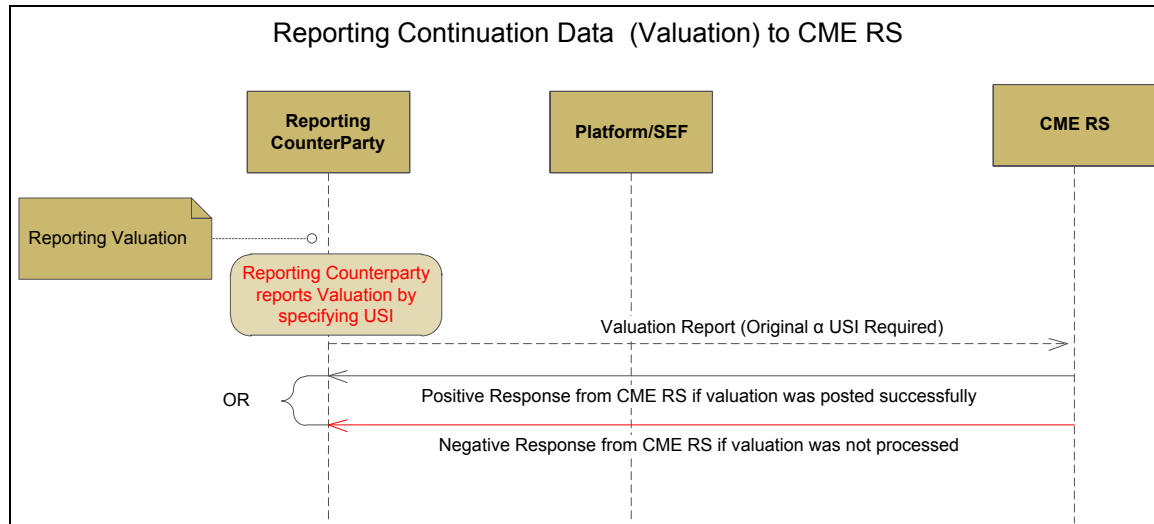 Reporting Continuation Data (Valuation) to CME RS
Reporting
CounterParty
Platform/SEF
CME RS
Reporting Valuation
Reporting Counterparty
reports Valuation by
specifying USI
Valuation Report (Original α USI Required)
OR
Positive Response from CME RS if valuation was posted successfully
Negative Response from CME RS if valuation was not processed